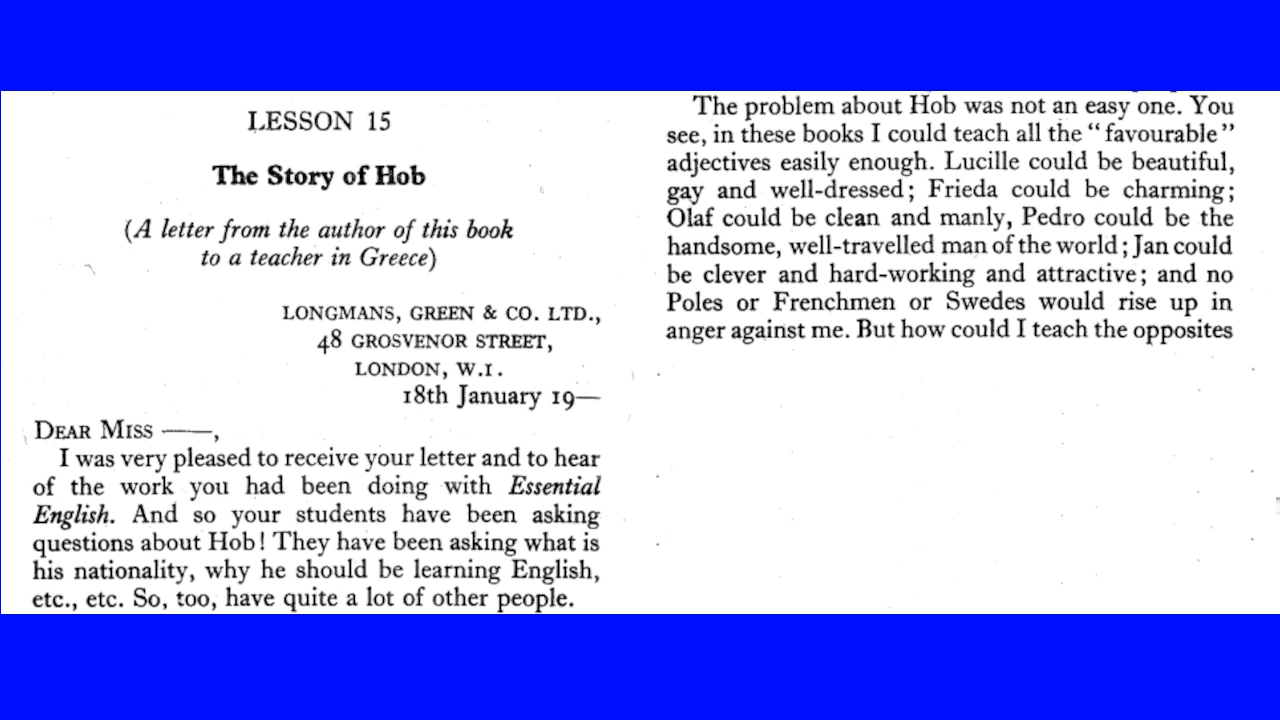 LESSON 15
The Story of Hob
(A letter from the author of this book
to a teacher in Greece)
LONGMANS, GREEN & CO. LTD.,
48 GROSVENOR STREET,
LONDON, W.1.
18th January 19—
DEAR MISS ——,
I was very pleased to receive your letter and to hear
of the work you had been doing with Essential
English. And so your students have been asking
questions about Hob! They have been asking what is
his nationality, why he should be learning English,
etc., etc. So, too, have quite a lot of other people.
The problem about Hob was not an easy one. You
see, in these books I could teach all the “favourable”
adjectives easily enough. Lucille could be beautiful,
gay and well-dressed; Frieda could be charming;
Olaf could be clean and manly, Pedro could be the
handsome, well-travelled man of the world; Jan could
be clever and hard-working and attractive; and no
Poles or Frenchmen or Swedes would rise up in
anger against me. But how could I teach the opposites